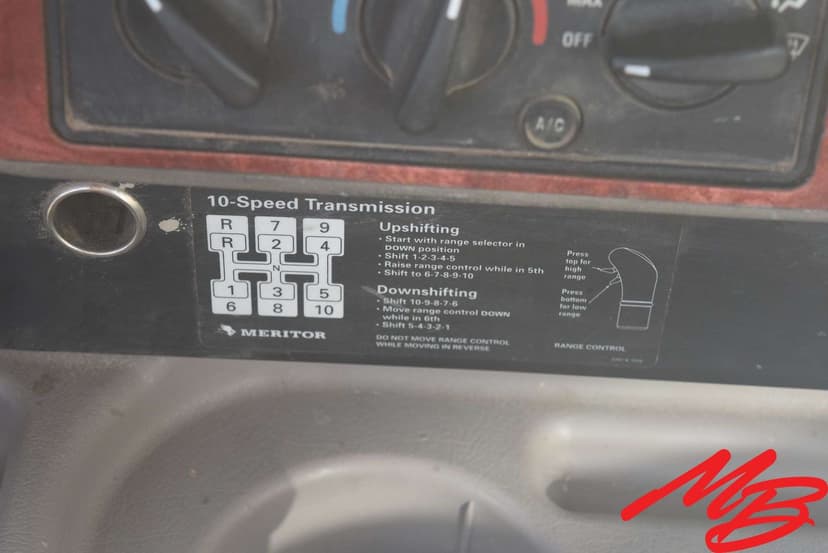 MAX
OFF
A/C
10-Speed Transmission
R 7 9
R 2 4
N
1 3 5
6 8 10
MERITOR
Upshifting
• Start with range selector in
DOWN position
• Shift 1-2-3-4-5
• Raise range control while in 5th
• Shift to 6-7-8-9-10
Downshifting
• Shift 10-9-8-7-6
• Move range control DOWN
while in 6th
• Shift 5-4-3-2-1
DO NOT MOVE RANGE CONTROL
WHILE MOVING IN REVERSE
Press
top for
high
range
Press
bottom
for low
range
RANGE CONTROL
MB